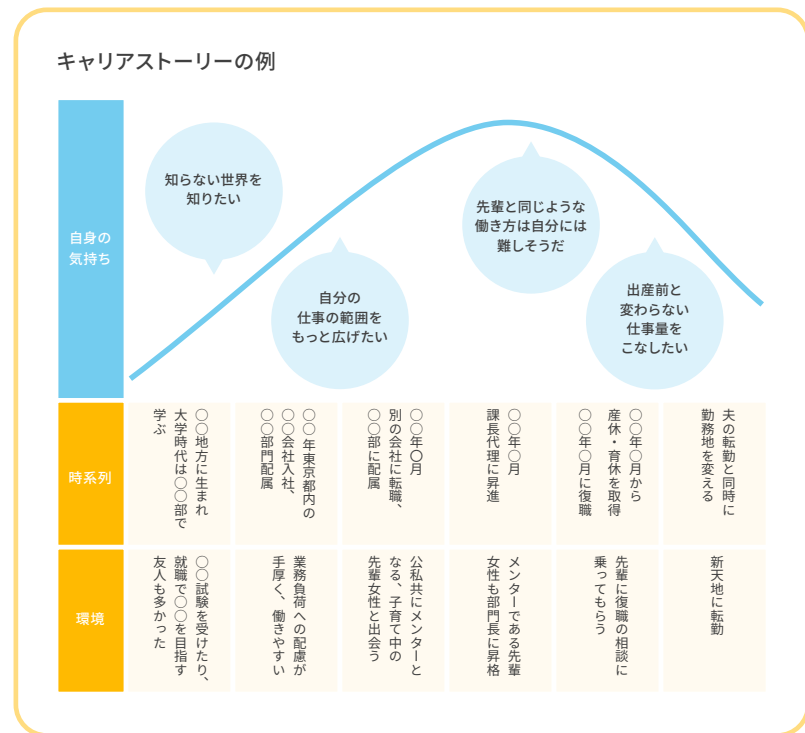 キャリアストーリーの例
自身の
気持ち
知らない世界を
知りたい
自分の
仕事の範囲を
もっと広げたい
先輩と同じような
働き方は自分には
難しそうだ
出産前と
変わらない
仕事量を
こなしたい
時系列
〇〇地方に生まれ
大学時代は〇〇部で
学ぶ
〇〇年東京都内の
〇〇会社入社、
〇〇部門配属
〇〇年〇月
別の会社に転職、
〇〇部に配属
〇〇年〇月
課長代理に昇進
〇〇年〇月から
産休・育休を取得
〇〇年〇月に復職
夫の転勤と同時に
勤務地を変える
環境
〇〇試験を受けたり、
就職で〇〇を目指す
友人も多かった
業務負荷への配慮が
手厚く、働きやすい
公私共にメンターと
なる、子育て中の
先輩女性と出会う
メンターである先輩
女性も部門長に昇格
先輩に復職の相談に
乗ってもらう
新天地に転勤